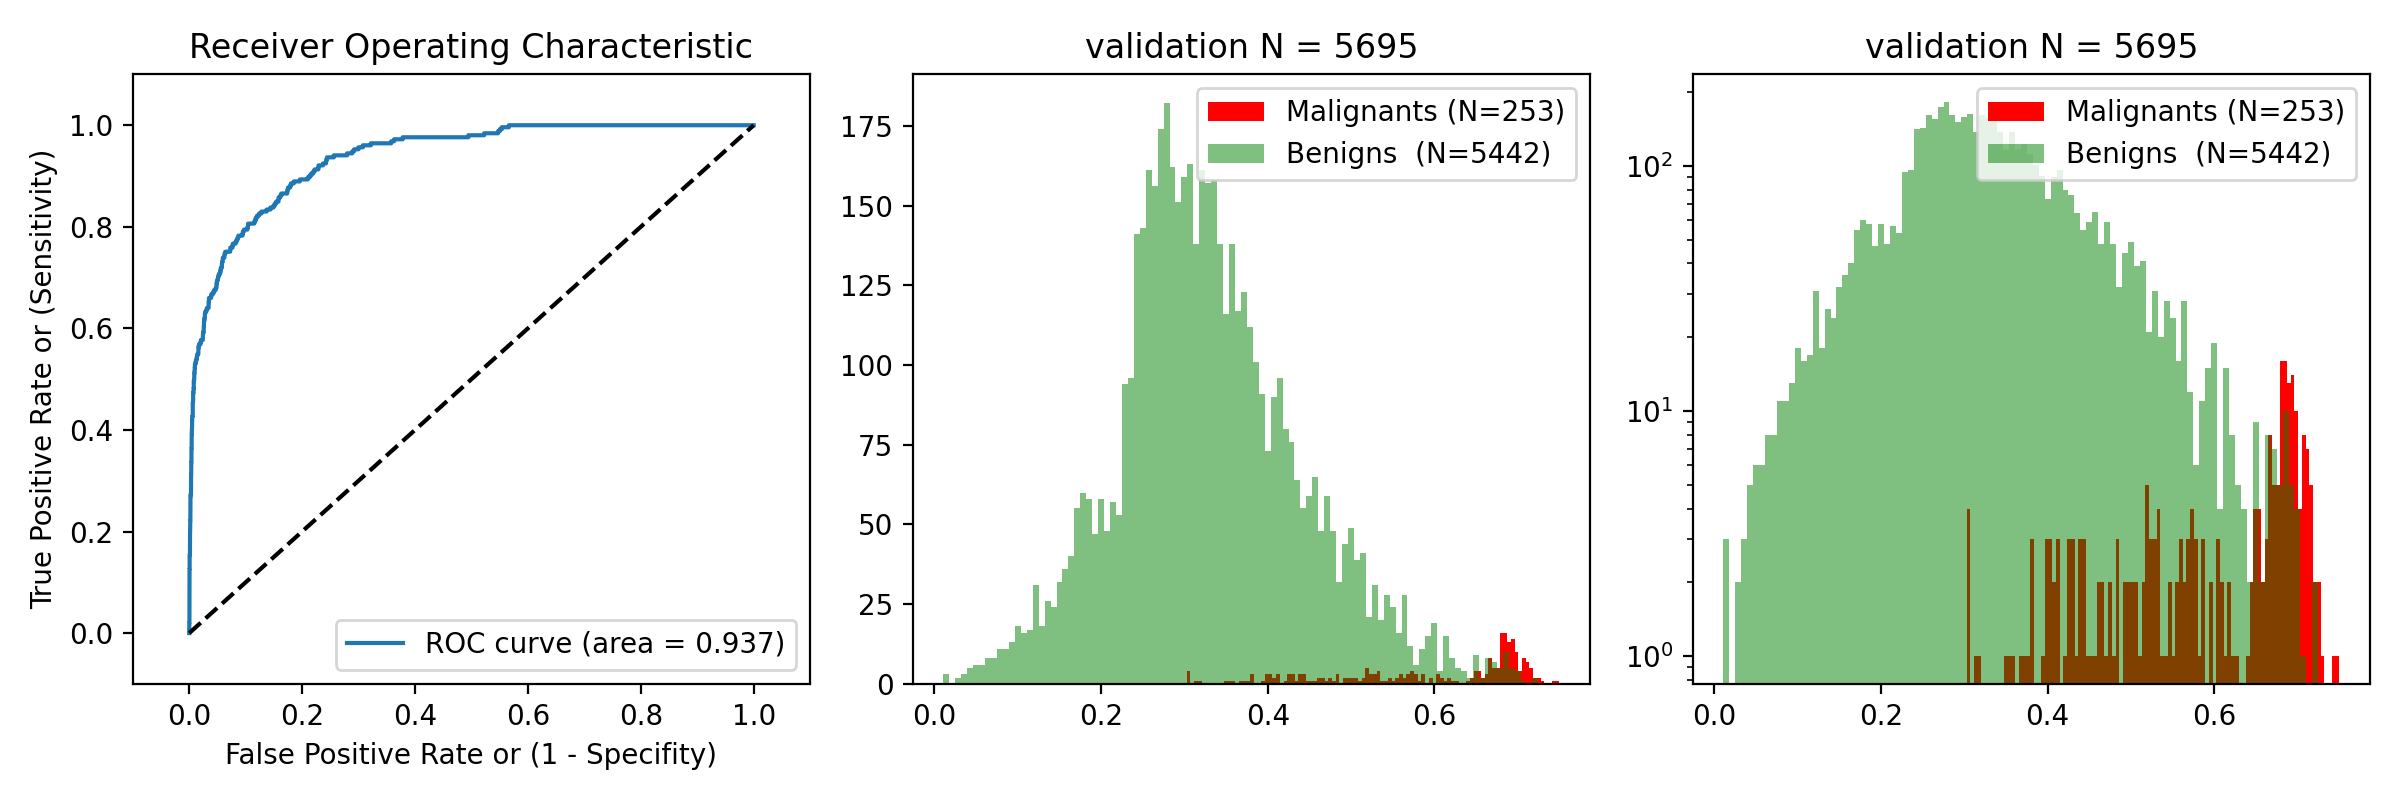 Receiver Operating Characteristic
1.0
0.8
0.6
0.4
0.2
0.0
True Positive Rate or (Sensitivity)
ROC curve (area = 0.937)
0.0 0.2 0.4 0.6 0.8 1.0
False Positive Rate or (1 - Specifity)
validation N = 5695
Malignants (N=253)
Benigns (N=5442)
175
150
125
100
75
50
25
0
0.0 0.2 0.4 0.6
validation N = 5695
Malignants (N=253)
Benigns (N=5442)
10²
10¹
10⁰
0.0 0.2 0.4 0.6